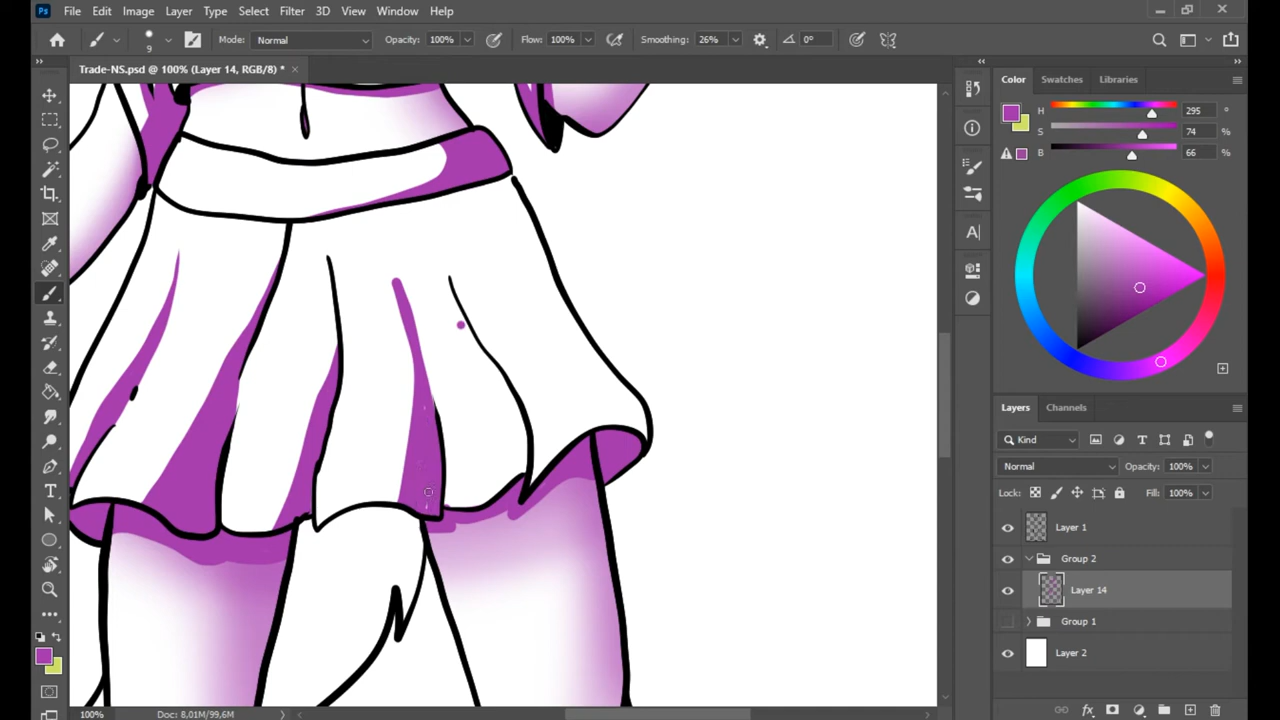 Ps File Edit Image Layer Type Select Filter 3D View Window Help
9 Mode: Normal Opacity: 100% Flow: 100% Smoothing: 26% 0°
Trade-NS.psd @ 100% (Layer 14, RGB/8) *
Color Swatches Libraries
H 295 °
S 74 %
B 66 %
A
T
Layers Channels
Kind T
Normal Opacity: 100%
Lock: Fill: 100%
Layer 1
Group 2
Layer 14
Group 1
Layer 2
fx
100% Doc: 8,01M/99,6M